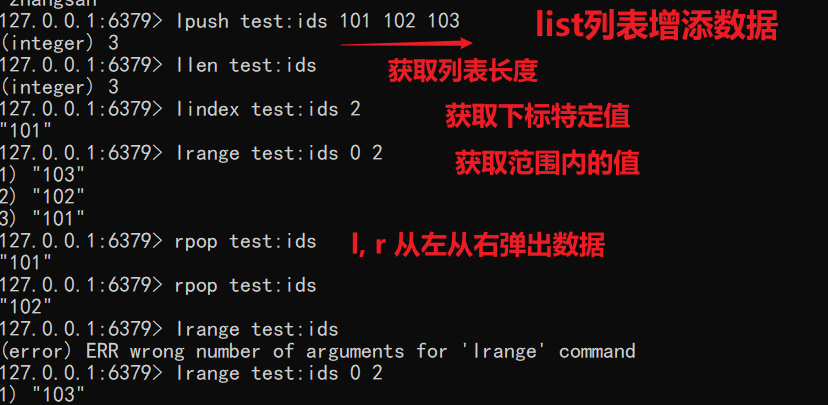 zhangsan
127.0.0.1:6379> lpush test:ids 101 102 103
list列表增添数据
(integer) 3
127.0.0.1:6379> llen test:ids
获取列表长度
(integer) 3
127.0.0.1:6379> lindex test:ids 2
获取下标特定值
"101"
127.0.0.1:6379> lrange test:ids 0 2
获取范围内的值
1) "103"
2) "102"
3) "101"
127.0.0.1:6379> rpop test:ids
l, r 从左从右弹出数据
"101"
127.0.0.1:6379> rpop test:ids
"102"
127.0.0.1:6379> lrange test:ids
(error) ERR wrong number of arguments for 'lrange' command
127.0.0.1:6379> lrange test:ids 0 2
1) "103"